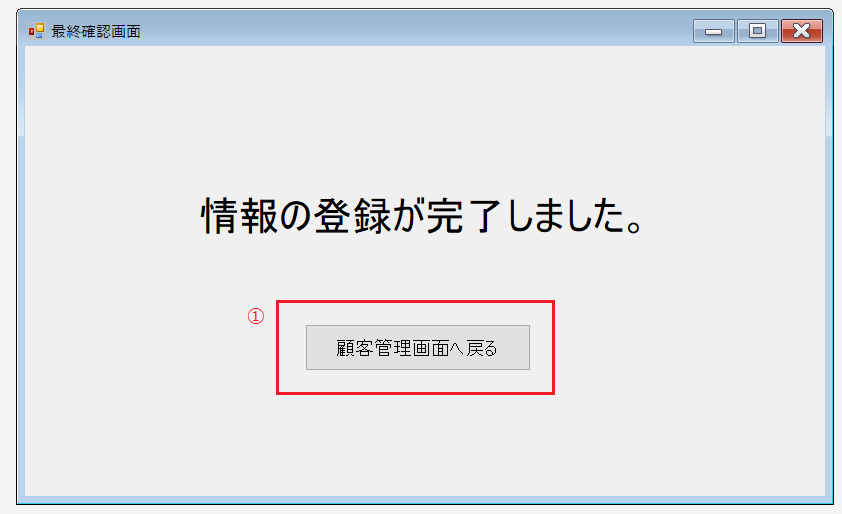 最終確認画面
情報の登録が完了しました。
①
顧客管理画面へ戻る